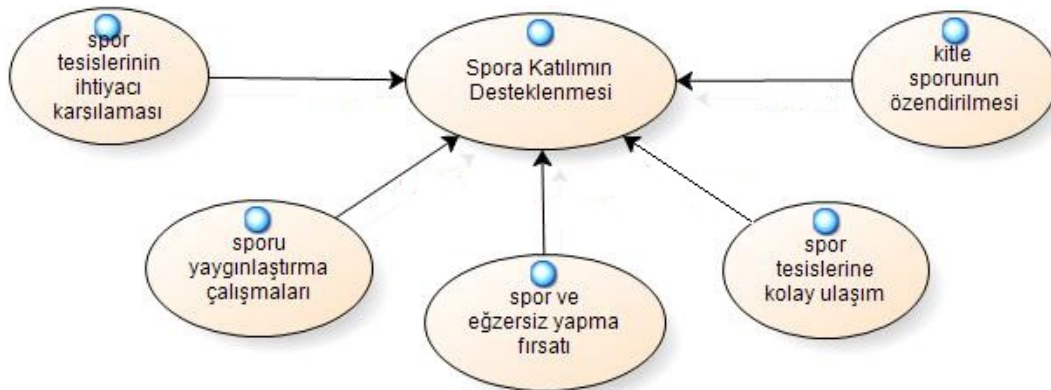 spor
tesislerinin
ihtiyacı
karşılaması
Spora Katılımın
Desteklenmesi
kitle
sporunun
özendirilmesi
sporu
yaygınlaştırma
çalışmaları
spor ve
eğzersiz yapma
fırsatı
spor
tesislerine
kolay ulaşım